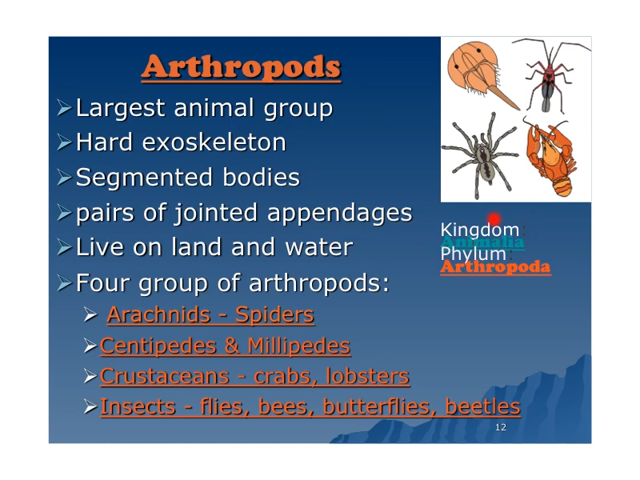 Arthropods
Largest animal group
Hard exoskeleton
Segmented bodies
pairs of jointed appendages
Live on land and water
Four group of arthropods:
Arachnids - Spiders
Centipedes & Millipedes
Crustaceans - crabs, lobsters
Insects - flies, bees, butterflies, beetles
Kingdom:
Animalia
Phylum:
Arthropoda
12